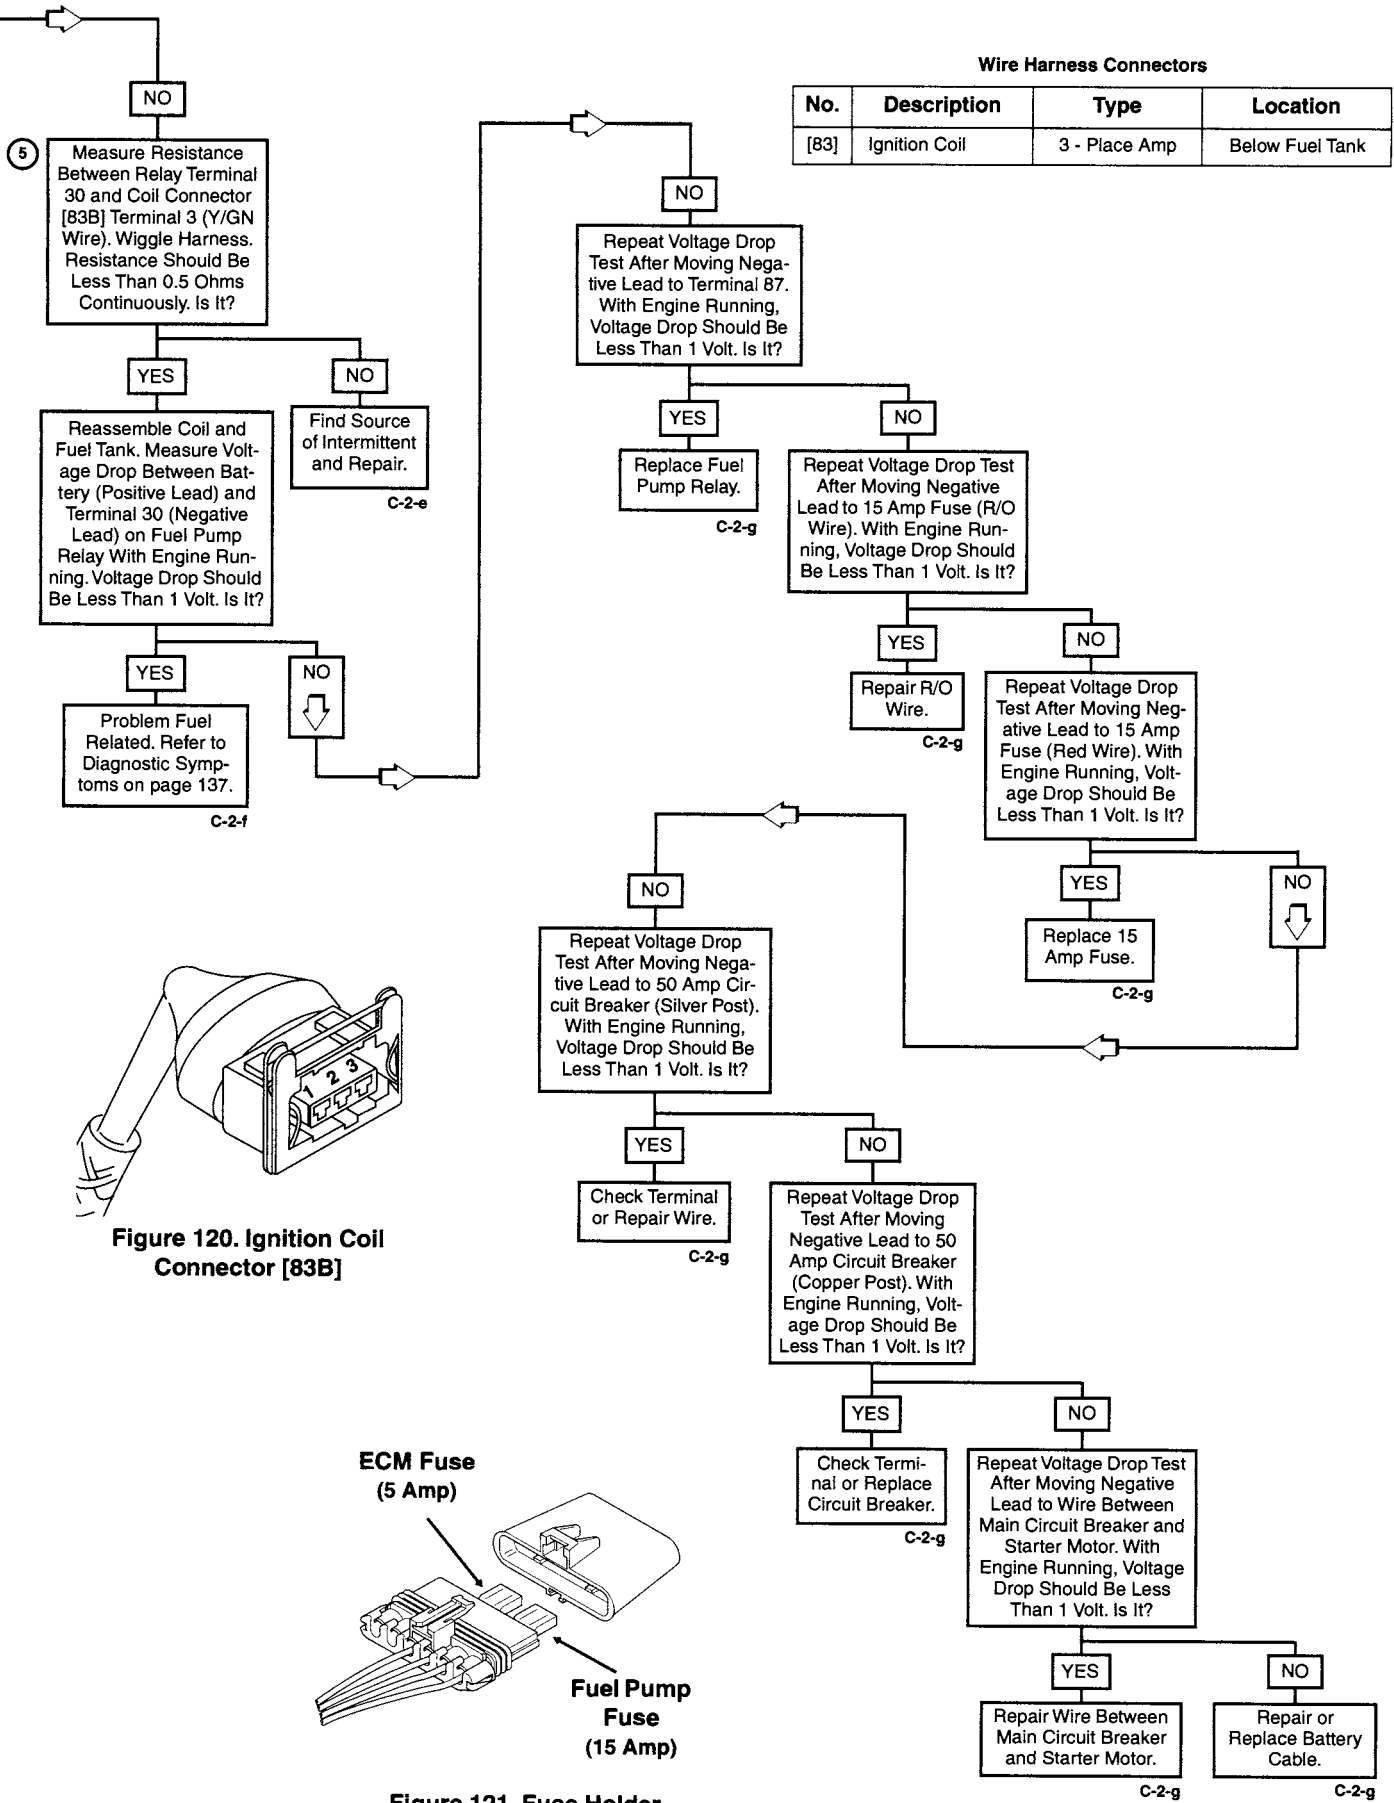 NO
5
Measure Resistance
Between Relay Terminal
30 and Coil Connector
[83B] Terminal 3 (Y/GN
Wire). Wiggle Harness.
Resistance Should Be
Less Than 0.5 Ohms
Continuously. Is It?
YES
NO
Reassemble Coil and
Fuel Tank. Measure Volt-
age Drop Between Bat-
tery (Positive Lead) and
Terminal 30 (Negative
Lead) on Fuel Pump
Relay With Engine Run-
ning. Voltage Drop Should
Be Less Than 1 Volt. Is It?
Find Source
of Intermittent
and Repair.
C-2-e
YES
NO
Problem Fuel
Related. Refer to
Diagnostic Symp-
toms on page 137.
C-2-f
Wire Harness Connectors
No. Description Type Location
[83] Ignition Coil 3 - Place Amp Below Fuel Tank
NO
Repeat Voltage Drop
Test After Moving Nega-
tive Lead to Terminal 87.
With Engine Running,
Voltage Drop Should Be
Less Than 1 Volt. Is It?
YES
NO
Replace Fuel
Pump Relay.
C-2-g
Repeat Voltage Drop Test
After Moving Negative
Lead to 15 Amp Fuse (R/O
Wire). With Engine Run-
ning, Voltage Drop Should
Be Less Than 1 Volt. Is It?
YES
NO
Repair R/O
Wire.
C-2-g
Repeat Voltage Drop
Test After Moving Neg-
ative Lead to 15 Amp
Fuse (Red Wire). With
Engine Running, Volt-
age Drop Should Be
Less Than 1 Volt. Is It?
YES
NO
Replace 15
Amp Fuse.
C-2-g
NO
Repeat Voltage Drop
Test After Moving Nega-
tive Lead to 50 Amp Cir-
cuit Breaker (Silver Post).
With Engine Running,
Voltage Drop Should Be
Less Than 1 Volt. Is It?
YES
NO
Check Terminal
or Repair Wire.
C-2-g
Repeat Voltage Drop
Test After Moving
Negative Lead to 50
Amp Circuit Breaker
(Copper Post). With
Engine Running, Volt-
age Drop Should Be
Less Than 1 Volt. Is It?
YES
NO
Check Termi-
nal or Replace
Circuit Breaker.
C-2-g
Repeat Voltage Drop Test
After Moving Negative
Lead to Wire Between
Main Circuit Breaker and
Starter Motor. With
Engine Running, Voltage
Drop Should Be Less
Than 1 Volt. Is It?
YES
NO
Repair Wire Between
Main Circuit Breaker
and Starter Motor.
C-2-g
Repair or
Replace Battery
Cable.
C-2-g
1 2 3
Figure 120. Ignition Coil
Connector [83B]
ECM Fuse
(5 Amp)
Fuel Pump
Fuse
(15 Amp)
Figure 121. Fuse Holder